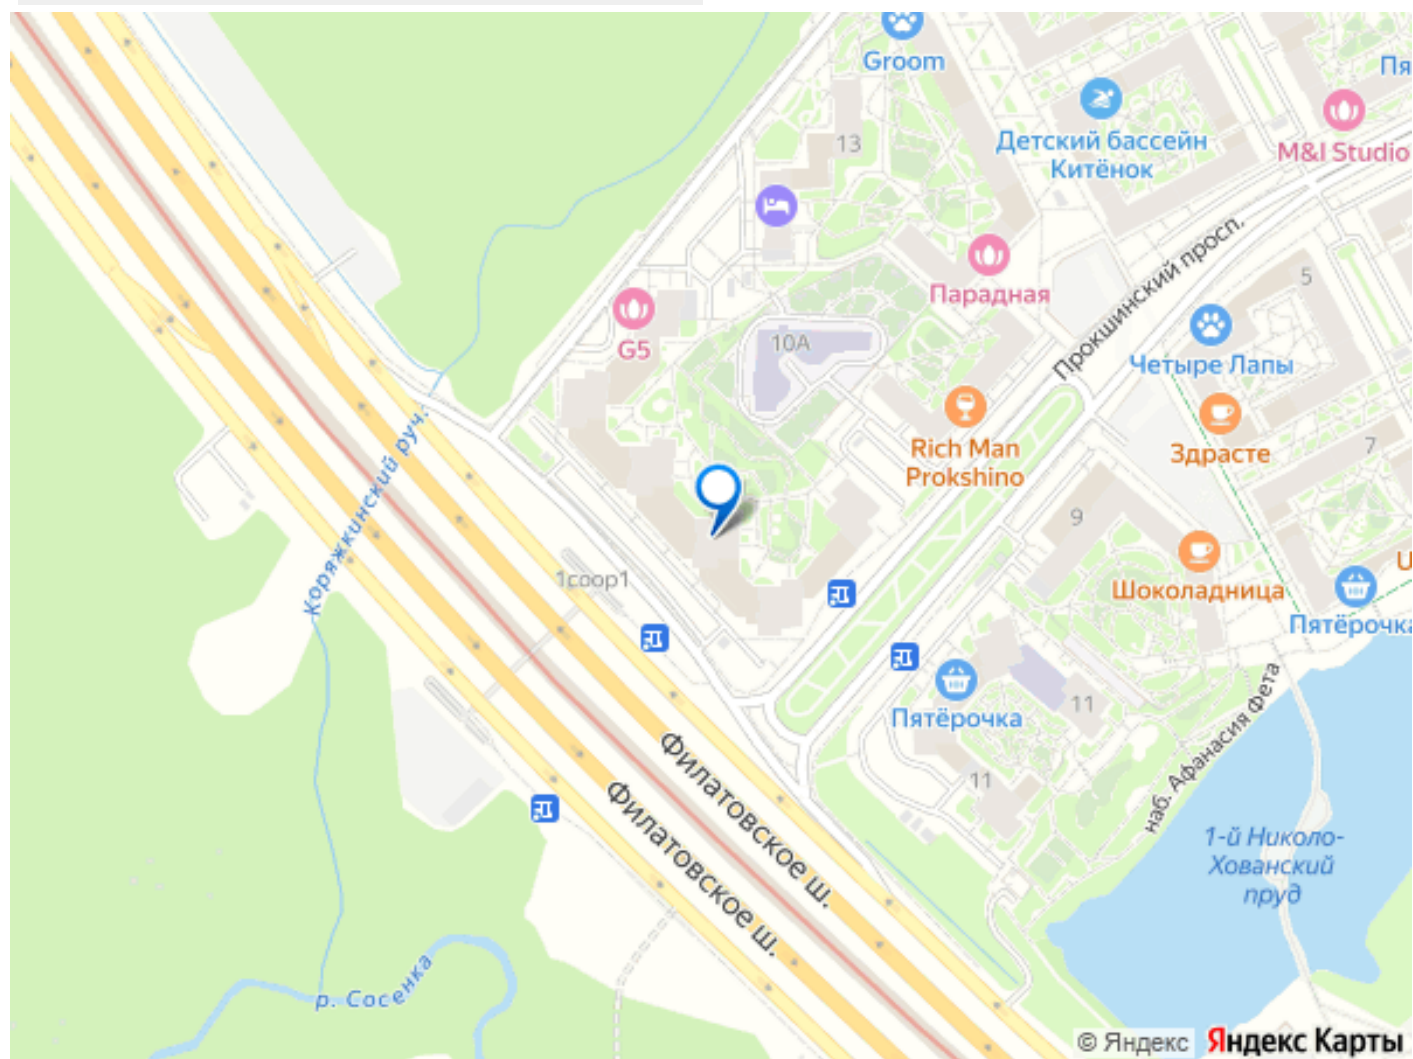 Groom
Пя
Детский бассейн
Китёнок
M&I Studio
13
Прокшинский просп.
Парадная
5
G5
10А
Четыре Лапы
Rich Man
Prokshino
Здрасте
7
Коряжкинский руч.
9
1соор1
Шоколадница
U
Пятёрочка
Пятёрочка
11
11
наб. Афанасия Фета
Филатовское ш.
Филатовское ш.
1-й Николо-
Хованский
пруд
р. Сосенка
© Яндекс
Яндекс Карты